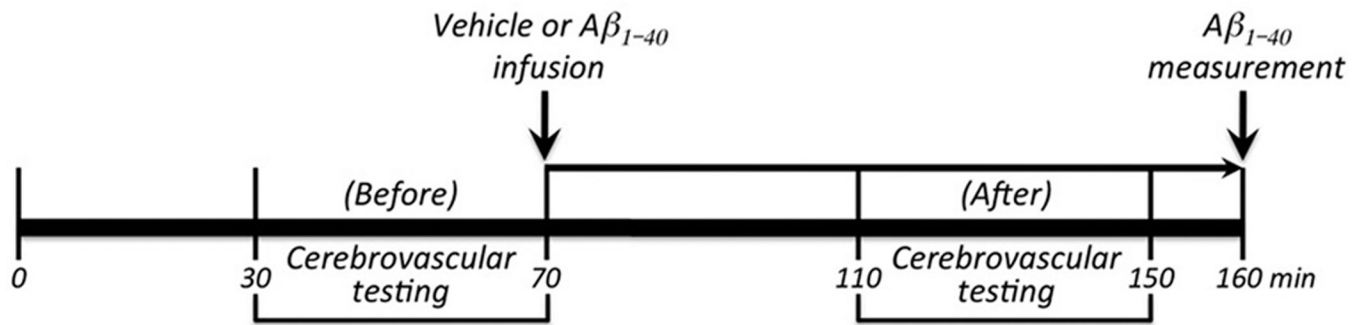 Vehicle or Aβ1−40
infusion
Aβ1−40
measurement
(Before)
(After)
Cerebrovascular
testing
Cerebrovascular
testing
0
30
70
110
150
160 min